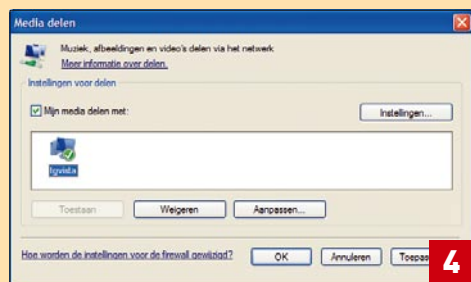 Media delen
Muziek, afbeeldingen en video's delen via het netwerk
Meer informatie over delen.
Instellingen voor delen
Mijn media delen met:
Instellingen...
Toestaan
Weigeren
Aanpassen...
Hoe worden de instellingen voor de firewall gewijzigd?
OK
Annuleren
4